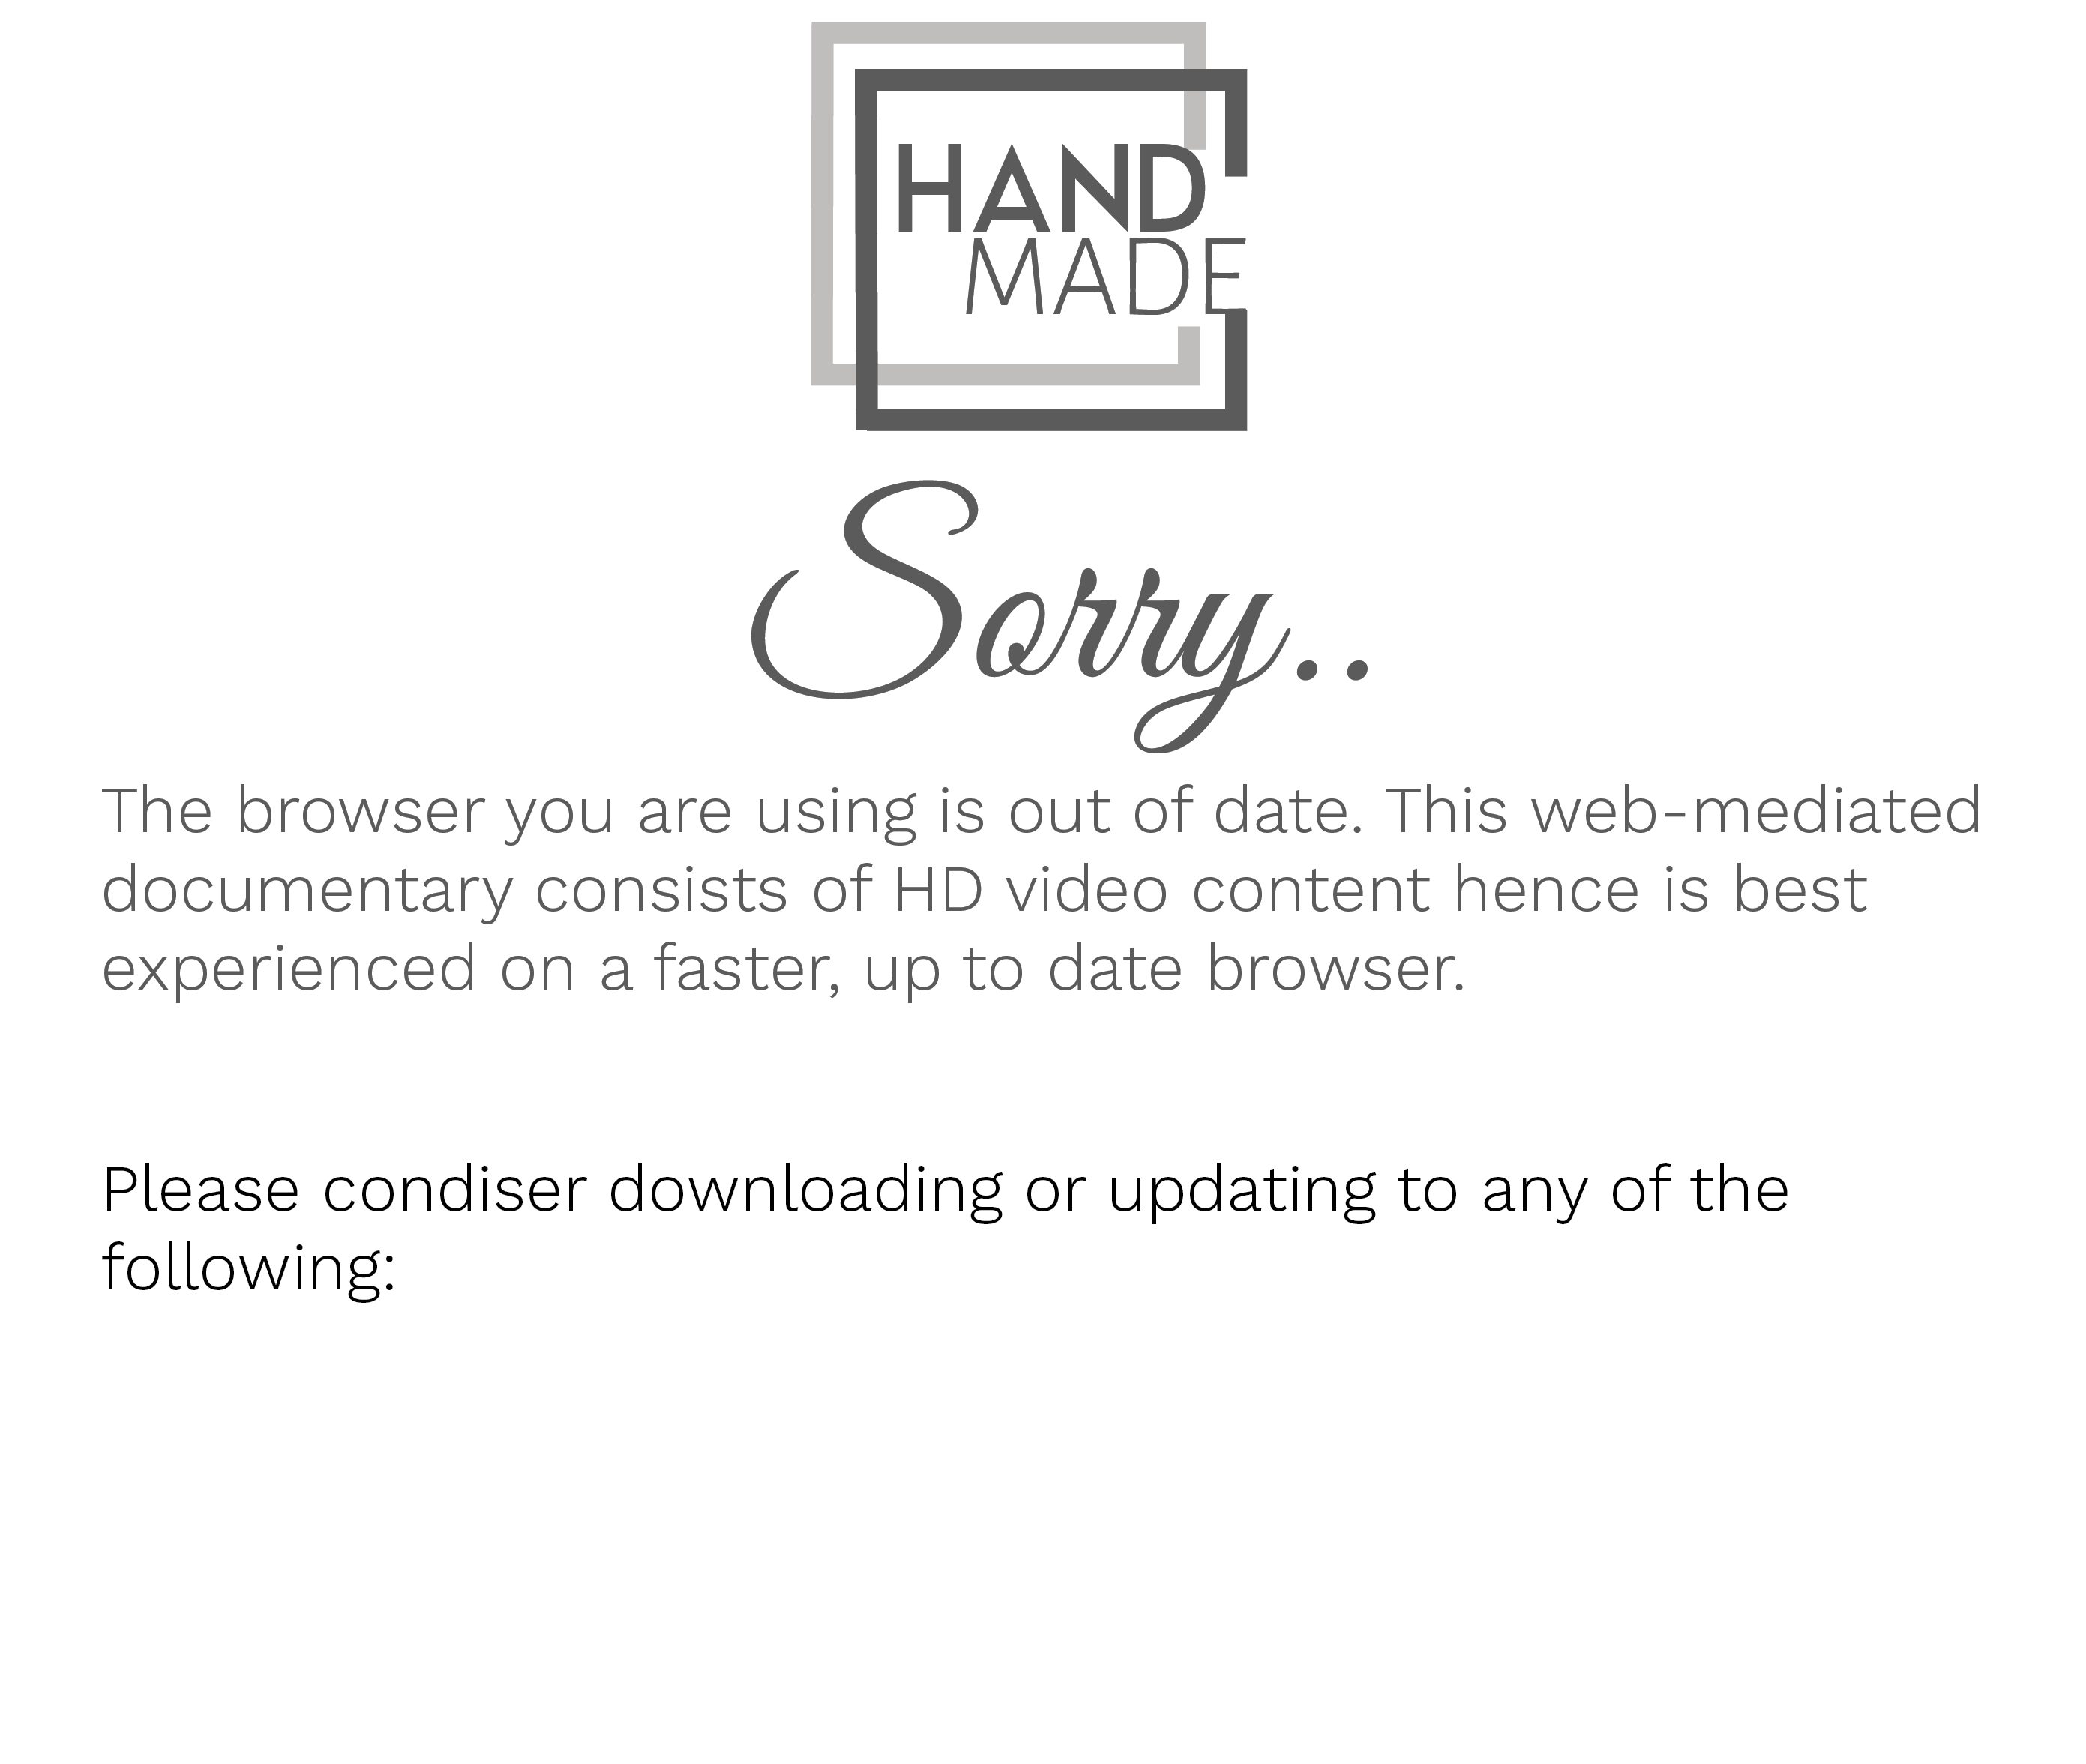 HAND
MADE
Sorry..
The browser you are using is out of date. This web-mediated
documentary consists of HD video content hence is best
experienced on a faster, up to date browser.
Please condiser downloading or updating to any of the
following: